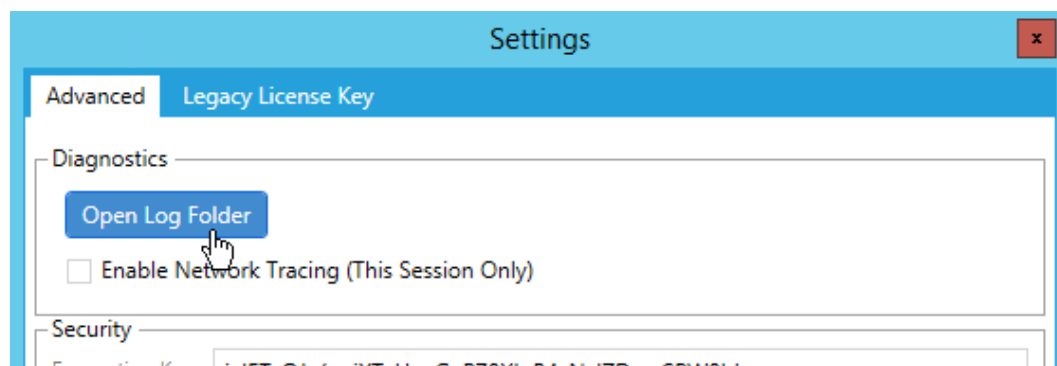 Settings
x
Advanced
Legacy License Key
Diagnostics
Open Log Folder
Enable Network Tracing (This Session Only)
Security